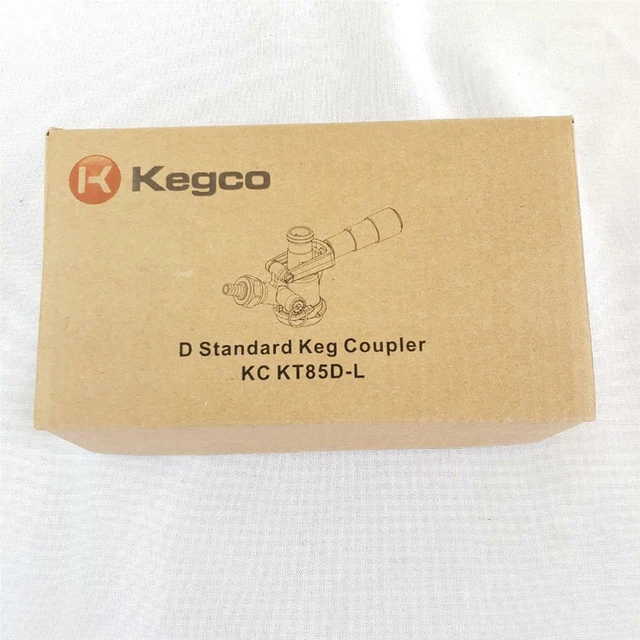 Kegco
D Standard Keg Coupler
KC KT85D-L